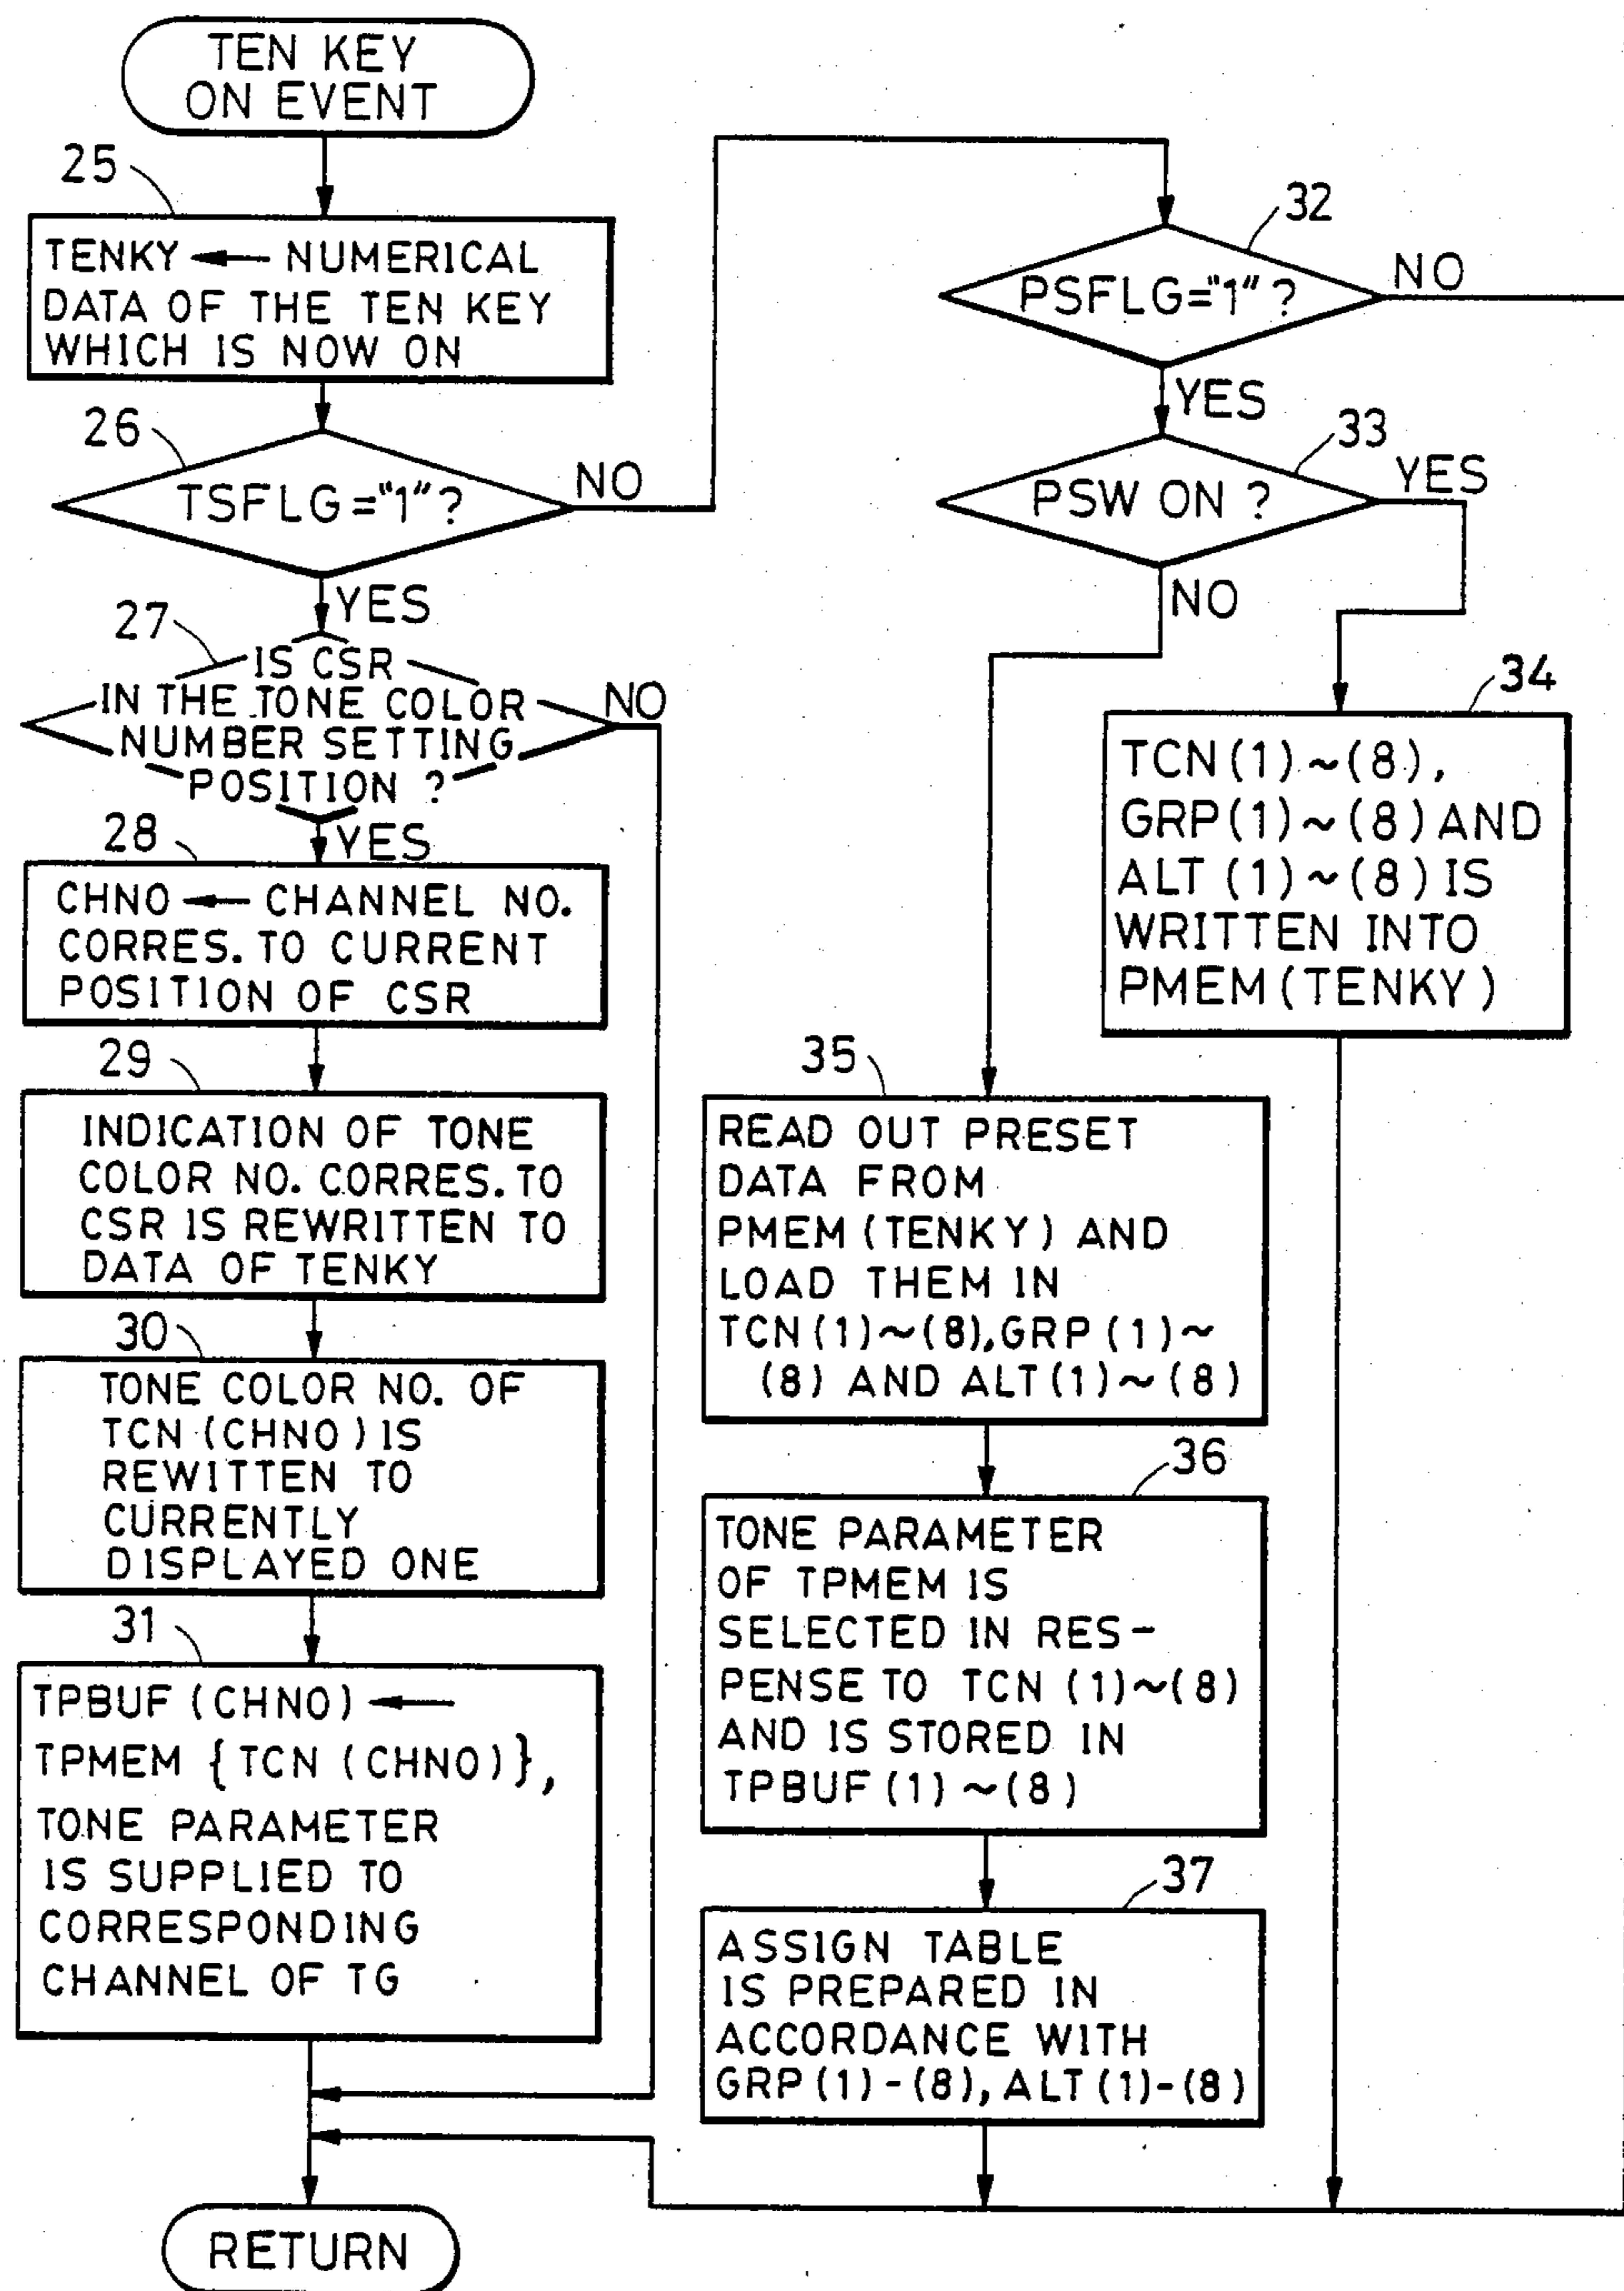 TEN KEY
ON EVENT
25
TENKY ← NUMERICAL
DATA OF THE TEN KEY
WHICH IS NOW ON
26
TSFLG="1"?
NO
YES
27
IS CSR
IN THE TONE COLOR
NUMBER SETTING
POSITION ?
NO
YES
28
CHNO ← CHANNEL NO.
CORRES. TO CURRENT
POSITION OF CSR
29
INDICATION OF TONE
COLOR NO. CORRES. TO
CSR IS REWRITTEN TO
DATA OF TENKY
30
TONE COLOR NO. OF
TCN (CHNO) IS
REWITTEN TO
CURRENTLY
DISPLAYED ONE
31
TPBUF (CHNO) ←
TPMEM {TCN (CHNO)},
TONE PARAMETER
IS SUPPLIED TO
CORRESPONDING
CHANNEL OF TG
RETURN
32
PSFLG="1"?
NO
YES
33
PSW ON ?
YES
NO
34
TCN(1)~(8),
GRP(1)~(8) AND
ALT (1)~(8) IS
WRITTEN INTO
PMEM(TENKY)
35
READ OUT PRESET
DATA FROM
PMEM (TENKY) AND
LOAD THEM IN
TCN(1)~(8), GRP (1)~
(8) AND ALT(1)~(8)
36
TONE PARAMETER
OF TPMEM IS
SELECTED IN RES-
PENSE TO TCN (1)~(8)
AND IS STORED IN
TPBUF(1)~(8)
37
ASSIGN TABLE
IS PREPARED IN
ACCORDANCE WITH
GRP(1)-(8), ALT(1)-(8)